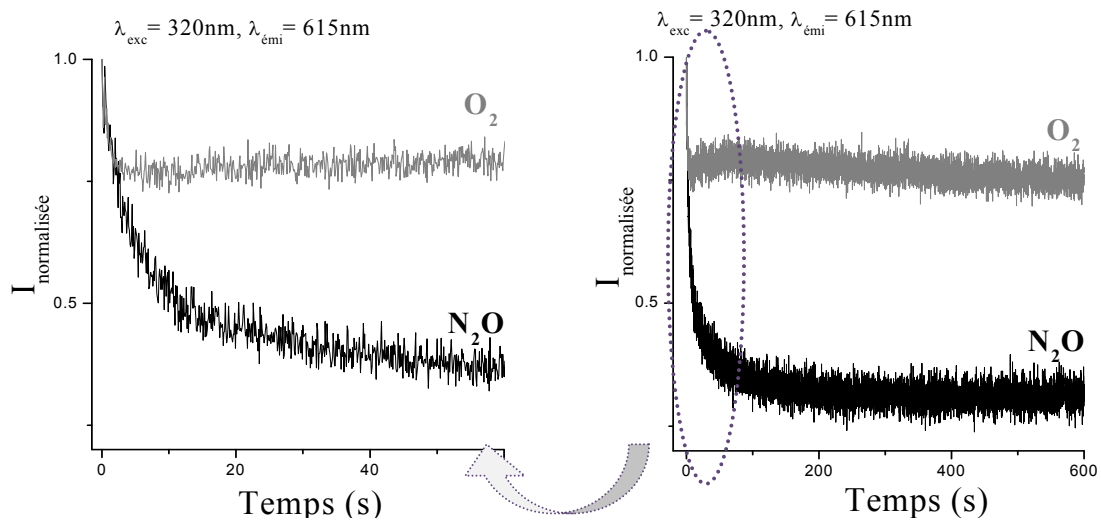 λexc= 320nm, λémi= 615nm
1.0
O2
0.5
N2O
0
20
40
Inormalisée
Temps (s)
λexc= 320nm, λémi= 615nm
1.0
O2
0.5
N2O
0
200
400
600
Inormalisée
Temps (s)